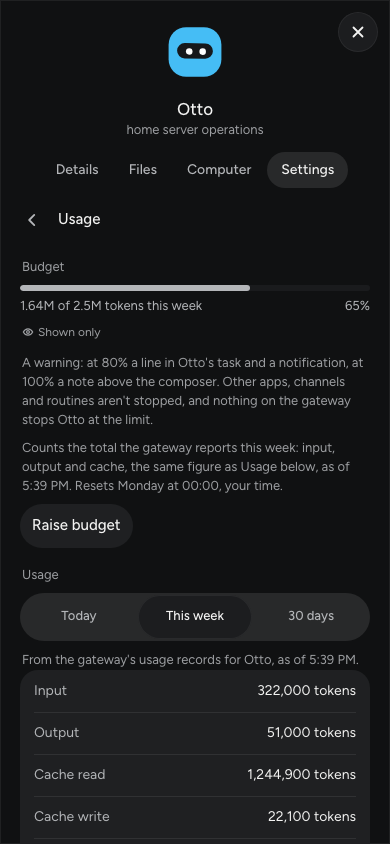 Otto
home server operations
Details
Files
Computer
Settings
Usage
Budget
1.64M of 2.5M tokens this week
65%
Shown only
A warning: at 80% a line in Otto's task and a notification, at
100% a note above the composer. Other apps, channels
and routines aren't stopped, and nothing on the gateway
stops Otto at the limit.
Counts the total the gateway reports this week: input,
output and cache, the same figure as Usage below, as of
5:39 PM. Resets Monday at 00:00, your time.
Raise budget
Usage
Today
This week
30 days
From the gateway's usage records for Otto, as of 5:39 PM.
Input
322,000 tokens
Output
51,000 tokens
Cache read
1,244,900 tokens
Cache write
22,100 tokens